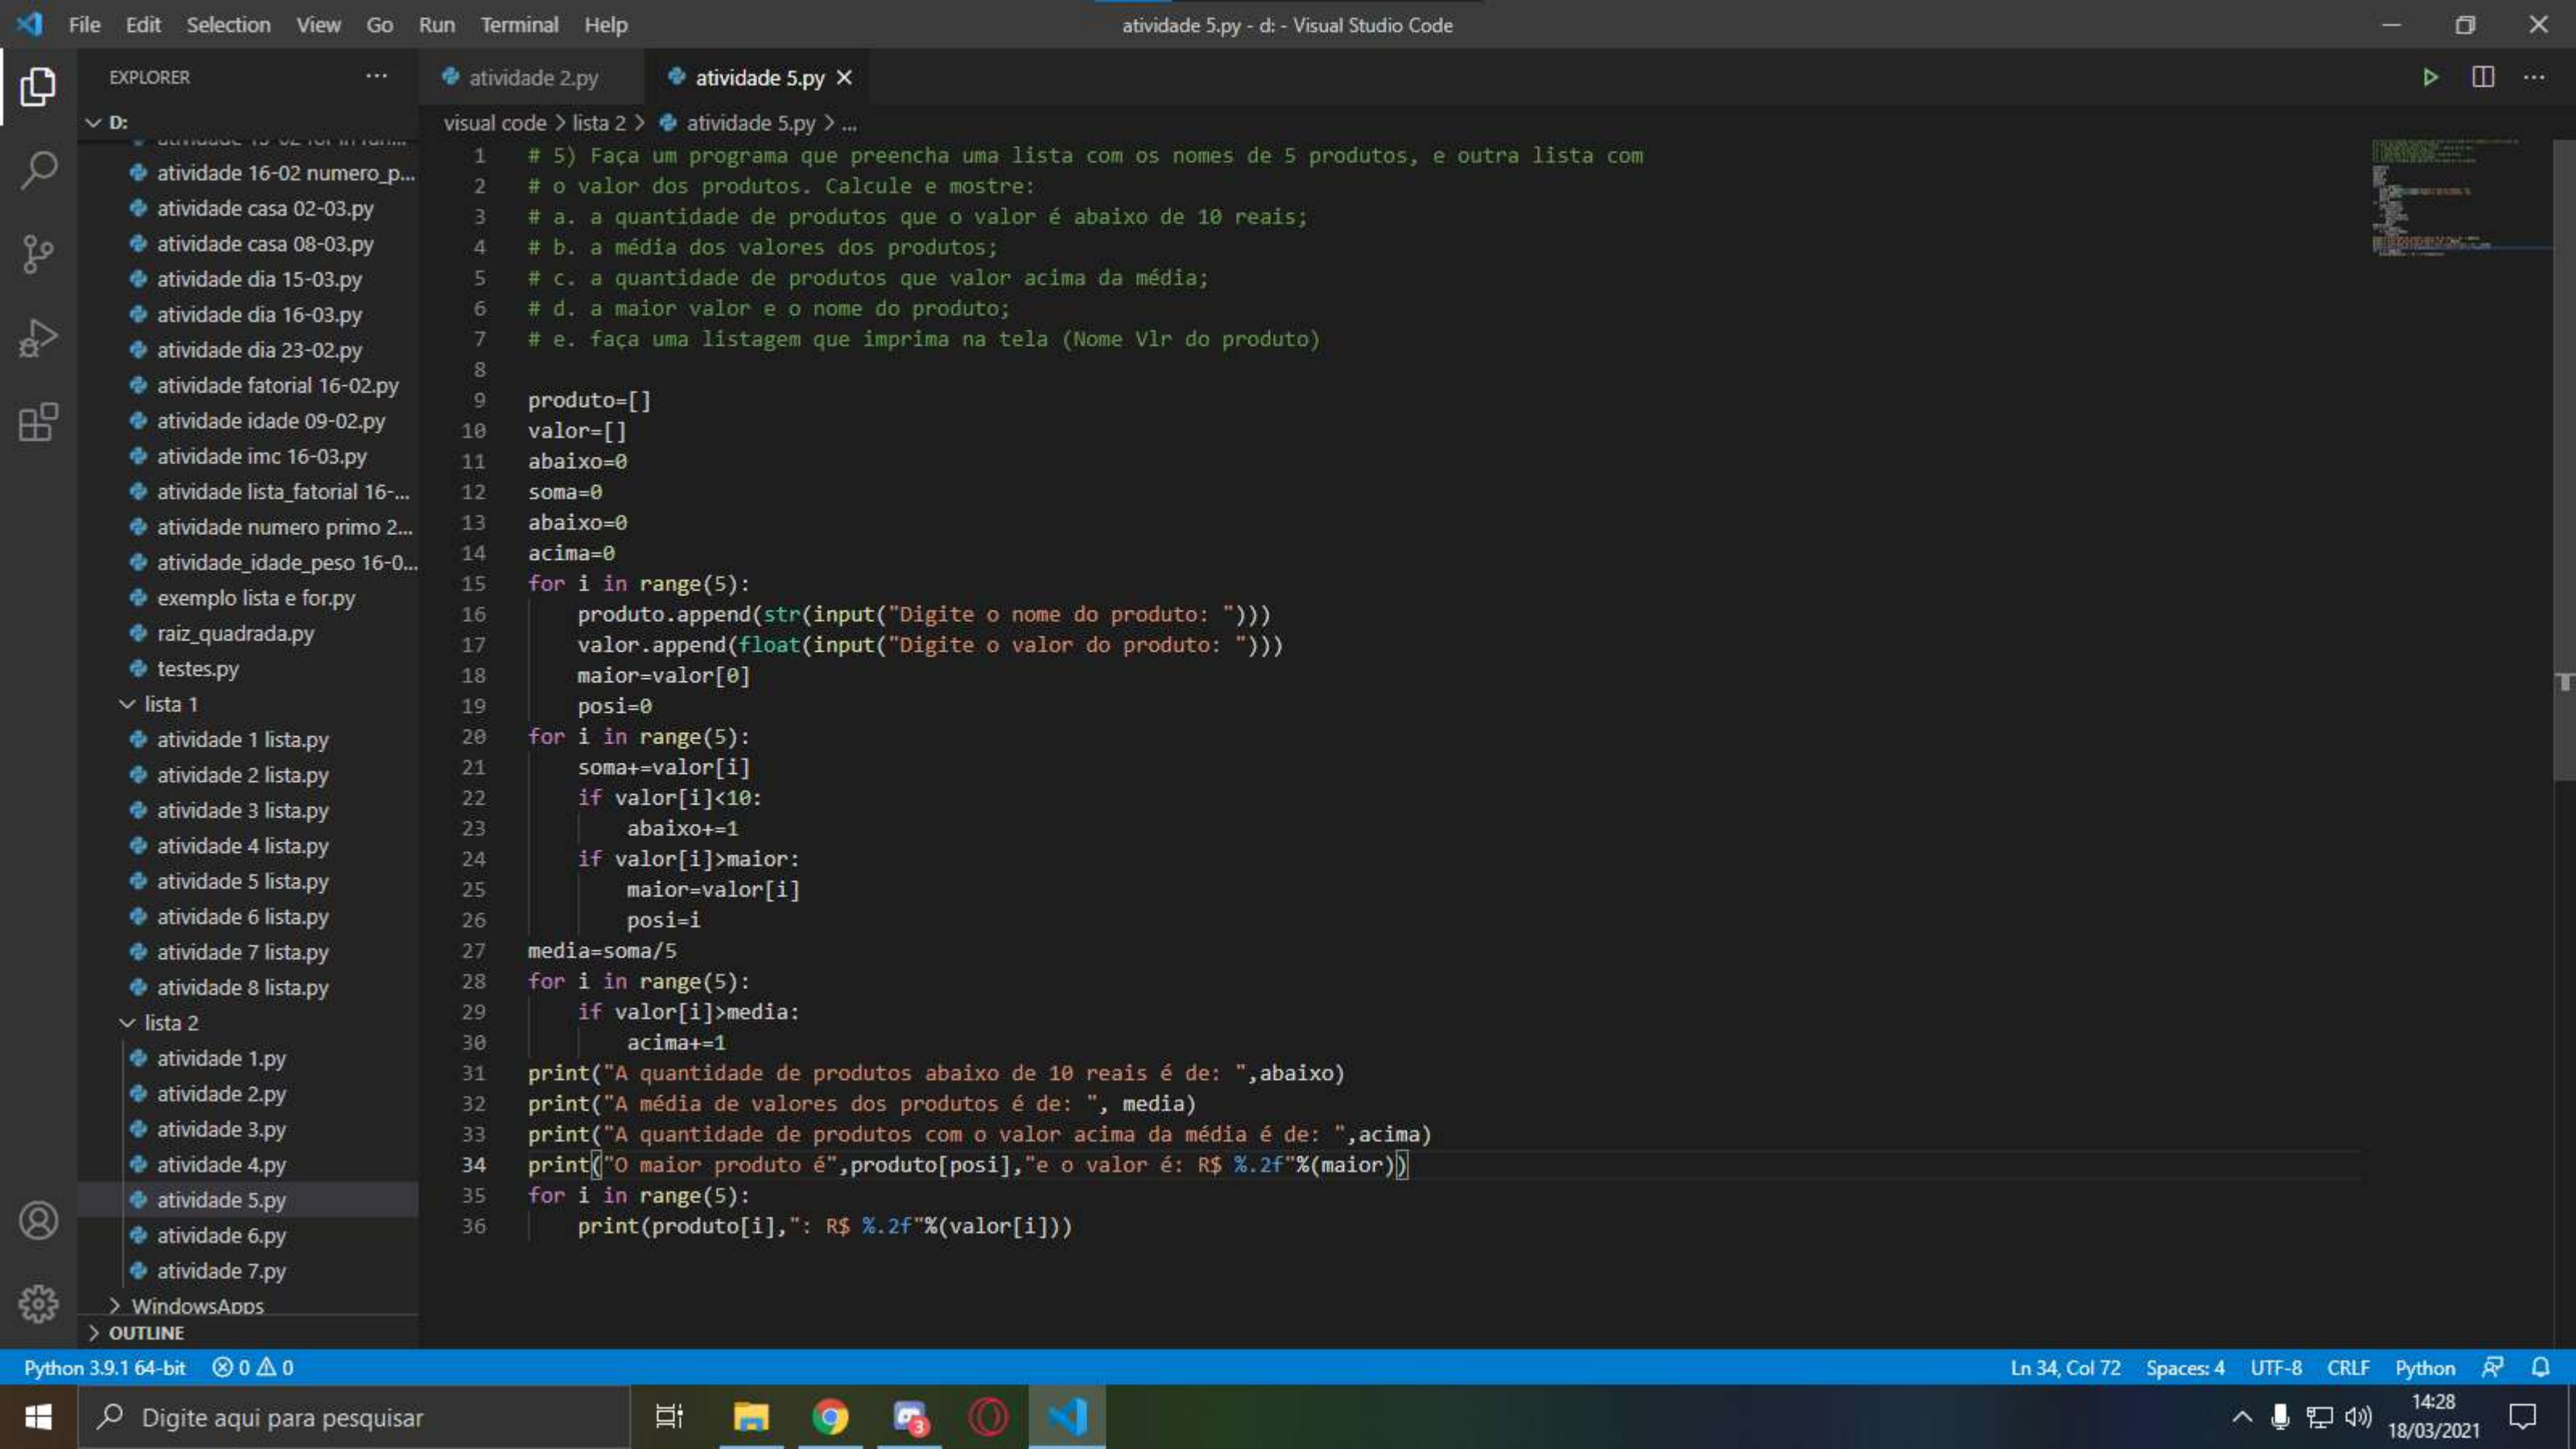 File Edit Selection View Go Run Terminal Help
atividade 5.py - d: - Visual Studio Code
EXPLORER ...
D:
atividade 16-02 numero_p...
atividade casa 02-03.py
atividade casa 08-03.py
atividade dia 15-03.py
atividade dia 16-03.py
atividade dia 23-02.py
atividade fatorial 16-02.py
atividade idade 09-02.py
atividade imc 16-03.py
atividade lista_fatorial 16-...
atividade numero primo 2...
atividade_idade_peso 16-0...
exemplo lista e for.py
raiz_quadrada.py
testes.py
lista 1
atividade 1 lista.py
atividade 2 lista.py
atividade 3 lista.py
atividade 4 lista.py
atividade 5 lista.py
atividade 6 lista.py
atividade 7 lista.py
atividade 8 lista.py
lista 2
atividade 1.py
atividade 2.py
atividade 3.py
atividade 4.py
atividade 5.py
atividade 6.py
atividade 7.py
WindowsApps
OUTLINE
atividade 2.py
atividade 5.py
visual code > lista 2 > atividade 5.py > ...
1 # 5) Faça um programa que preencha uma lista com os nomes de 5 produtos, e outra lista com
2 # o valor dos produtos. Calcule e mostre:
3 # a. a quantidade de produtos que o valor é abaixo de 10 reais;
4 # b. a média dos valores dos produtos;
5 # c. a quantidade de produtos que valor acima da média;
6 # d. a maior valor e o nome do produto;
7 # e. faça uma listagem que imprima na tela (Nome Vlr do produto)
8
9 produto=[]
10 valor=[]
11 abaixo=0
12 soma=0
13 abaixo=0
14 acima=0
15 for i in range(5):
16     produto.append(str(input("Digite o nome do produto: ")))
17     valor.append(float(input("Digite o valor do produto: ")))
18     maior=valor[0]
19     posi=0
20 for i in range(5):
21     soma+=valor[i]
22     if valor[i]<10:
23         abaixo+=1
24     if valor[i]>maior:
25         maior=valor[i]
26         posi=i
27 media=soma/5
28 for i in range(5):
29     if valor[i]>media:
30         acima+=1
31 print("A quantidade de produtos abaixo de 10 reais é de: ",abaixo)
32 print("A média de valores dos produtos é de: ", media)
33 print("A quantidade de produtos com o valor acima da média é de: ",acima)
34 print("O maior produto é",produto[posi],"e o valor é: R$ %.2f"%(maior))
35 for i in range(5):
36     print(produto[i],": R$ %.2f"%(valor[i]))
Python 3.9.1 64-bit 0 0
Ln 34, Col 72 Spaces: 4 UTF-8 CRLF Python
Digite aqui para pesquisar
3
14:28
18/03/2021